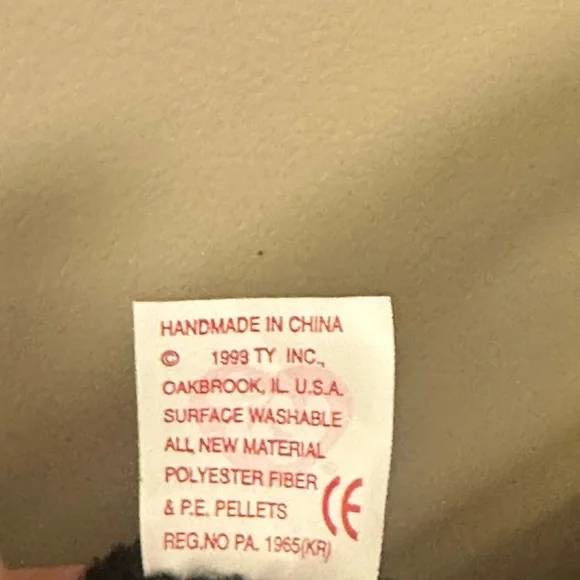 HANDMADE IN CHINA
© 1993 TY INC.,
OAKBROOK, IL. U.S.A.
SURFACE WASHABLE
ALL NEW MATERIAL
POLYESTER FIBER
& P.E. PELLETS CE
REG.NO PA. 1965(KR)